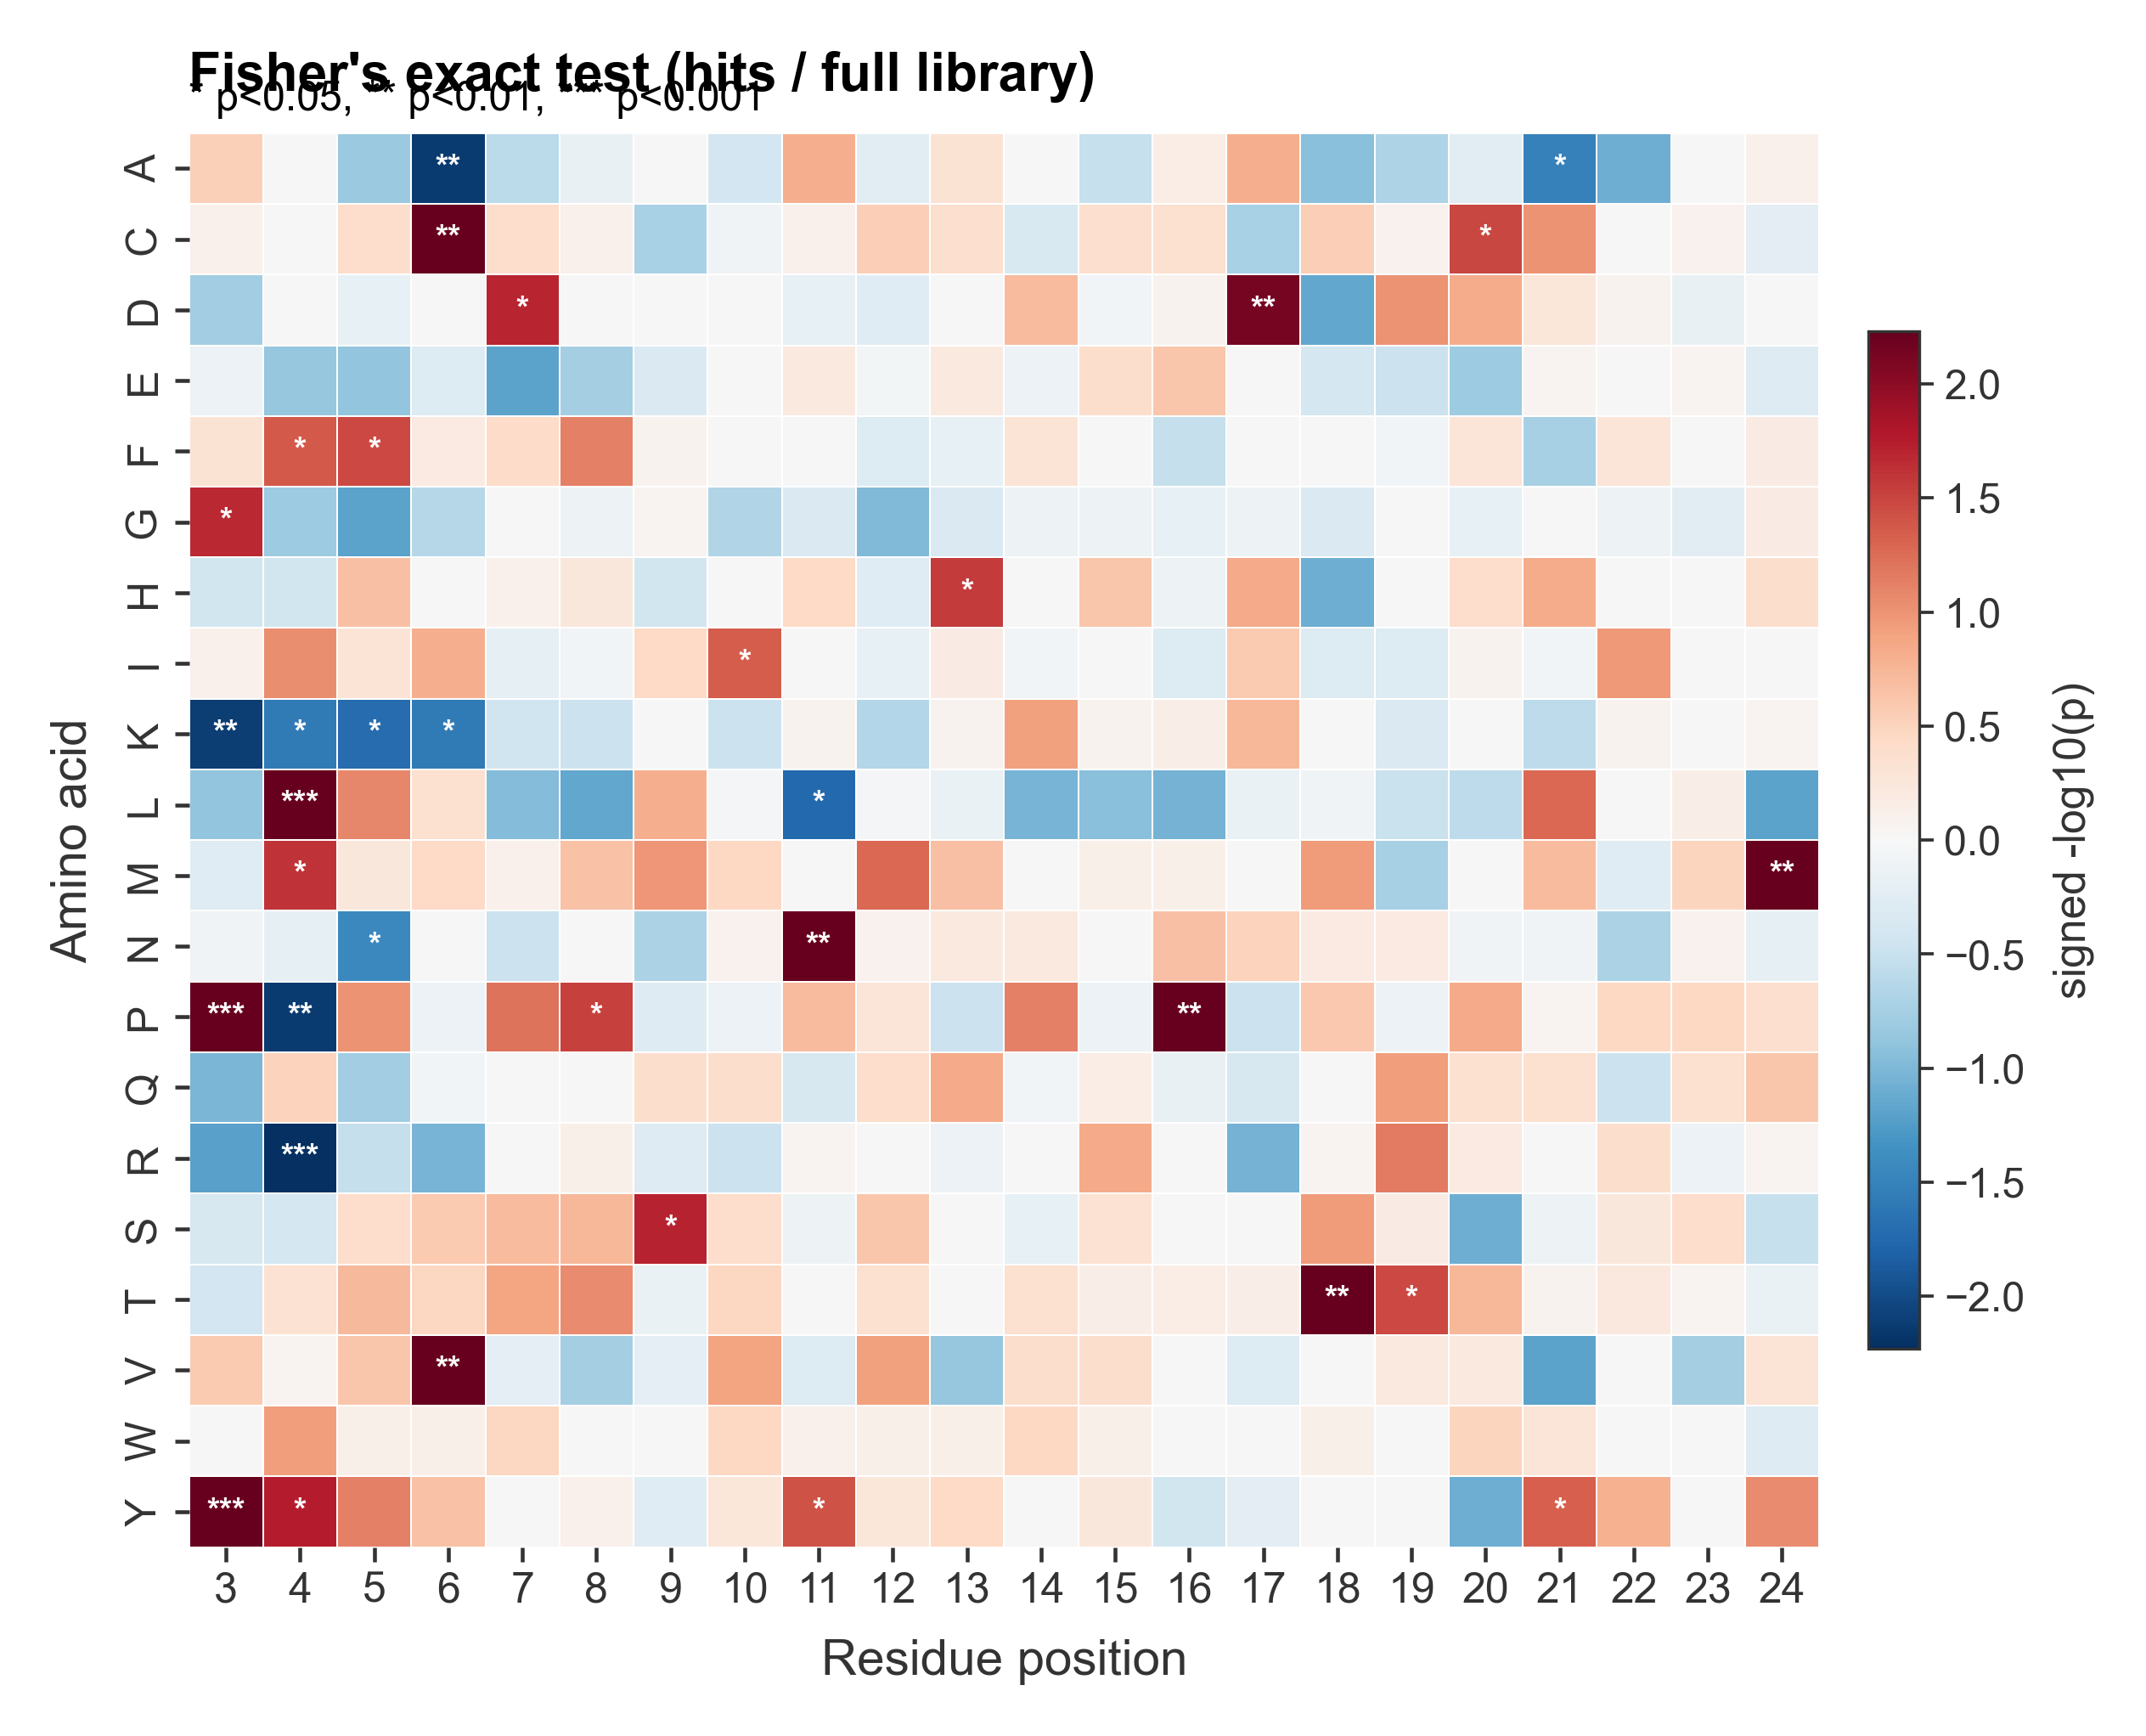 Fisher's exact test (hits / full library)
* p<0.05, ** p<0.01, *** p<0.001
A ** *
C ** *
D * **
E
F * *
G *
H *
I *
K ** * * *
L *** *
M * **
N * **
P *** ** * **
Q
R ***
S *
T ** *
V **
W
Y *** * * *
3 4 5 6 7 8 9 10 11 12 13 14 15 16 17 18 19 20 21 22 23 24
Residue position
Amino acid
2.0
1.5
1.0
0.5
0.0
−0.5
−1.0
−1.5
−2.0
signed -log10(p)